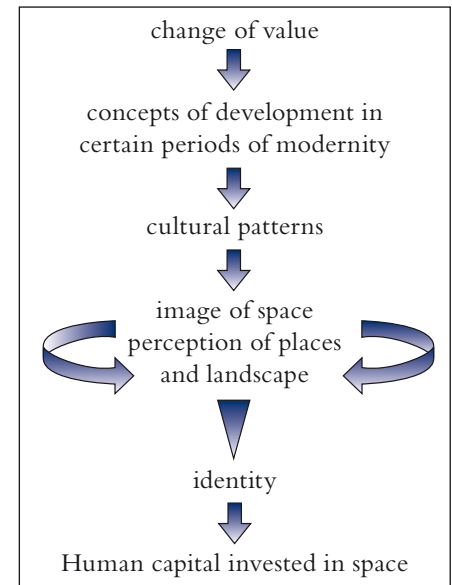 change of value
concepts of development in
certain periods of modernity
cultural patterns
image of space
perception of places
and landscape
identity
Human capital invested in space